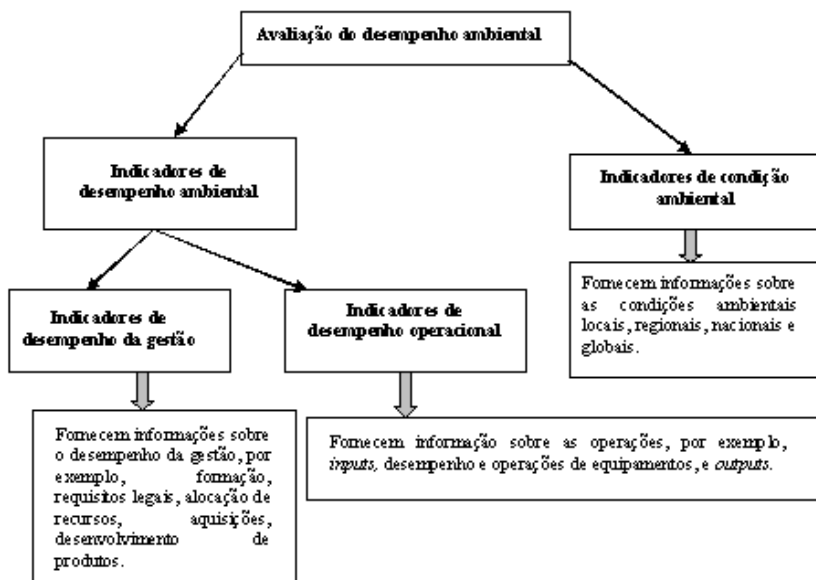 Avaliação do desempenho ambiental
Indicadores de
desempenho ambiental
Indicadores de condição
ambiental
Indicadores de
desempenho da gestão
Indicadores de
desempenho operacional
Fornecem informações sobre
as condições ambientais
locais, regionais, nacionais e
globais.
Fornecem informações sobre
o desempenho da gestão, por
exemplo, formação,
requisitos legais, alocação de
recursos, aquisições,
desenvolvimento de
produtos.
Fornecem informação sobre as operações, por exemplo,
inputs, desempenho e operações de equipamentos, e outputs.